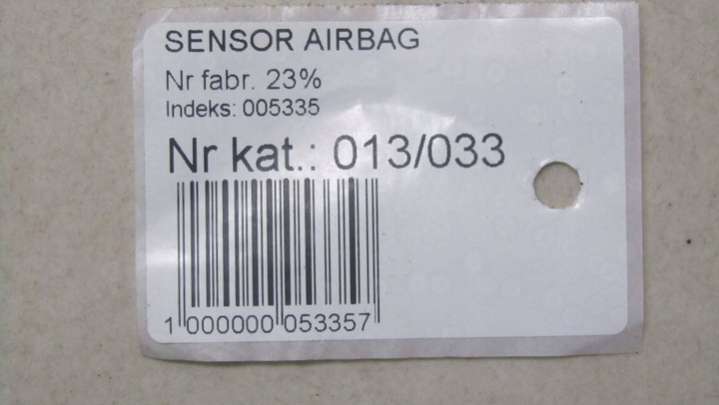 SENSOR AIRBAG
Nr fabr. 23%
Indeks: 005335
Nr kat.: 013/033
1 000000 053357